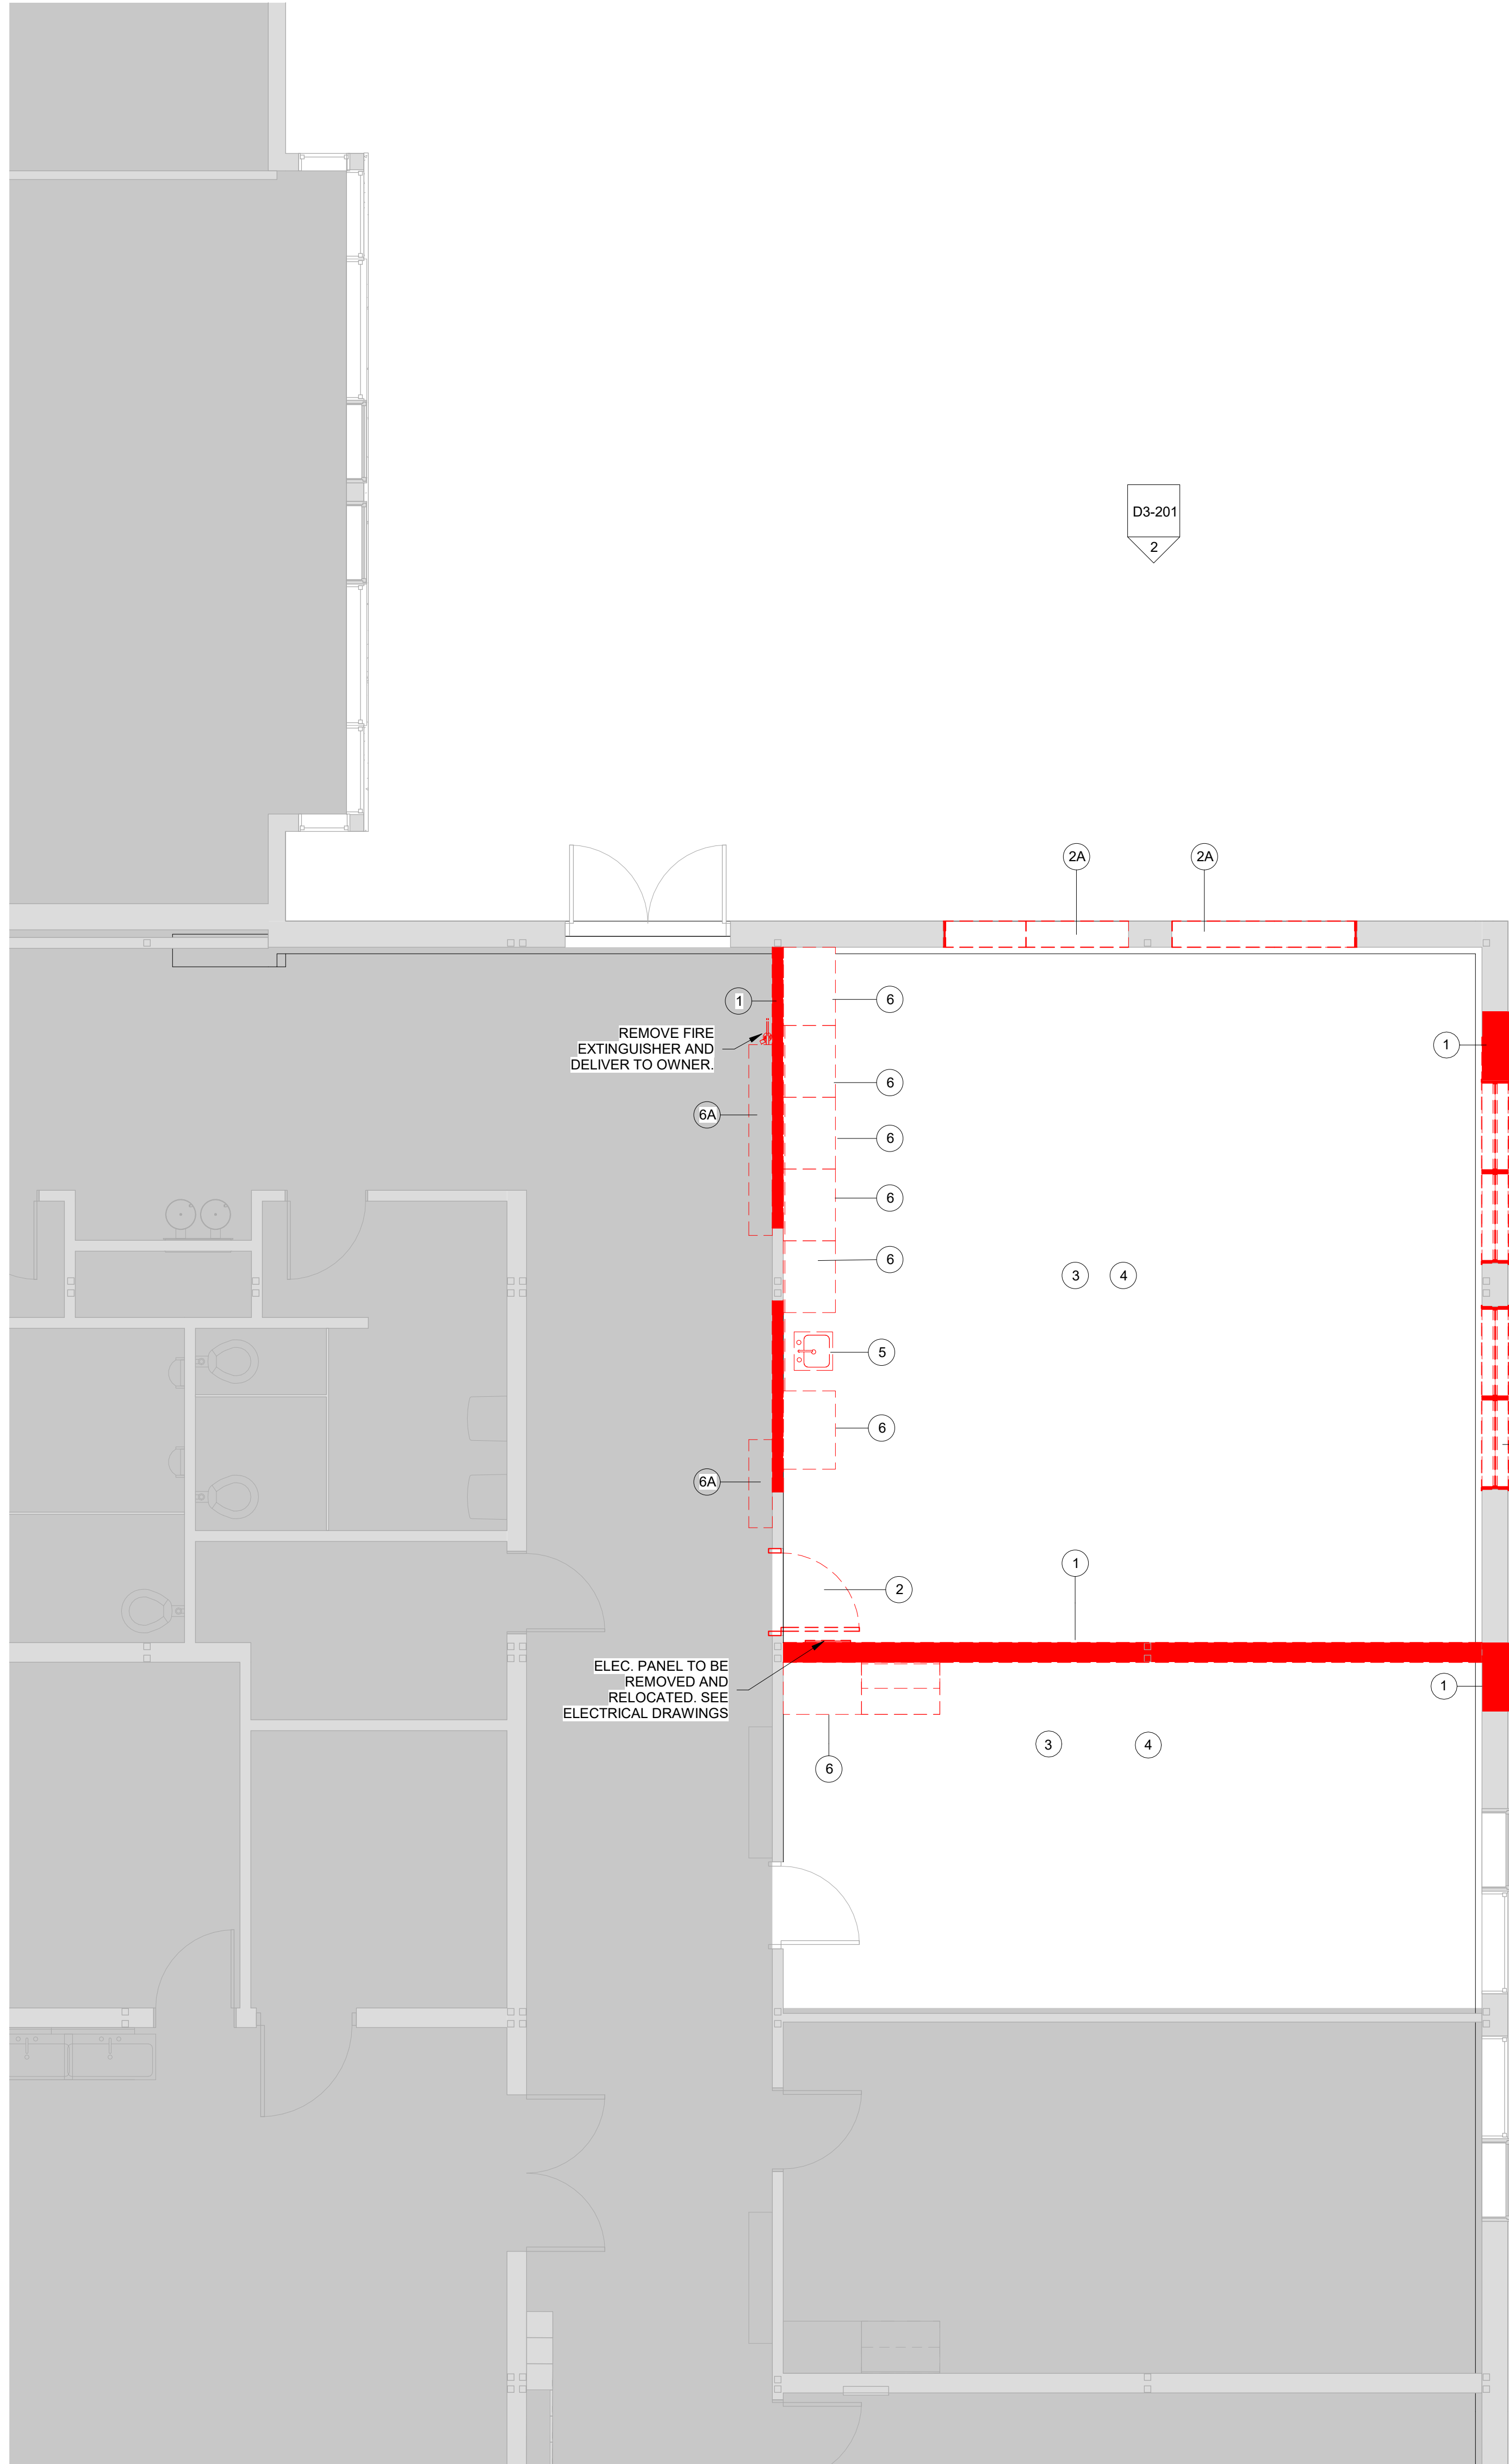 D3-201
2
2A
2A
1
6
REMOVE FIRE
EXTINGUISHER AND
DELIVER TO OWNER.
1
6
6A
6
6
6
3
4
5
6
6A
1
2
ELEC. PANEL TO BE
REMOVED AND
RELOCATED. SEE
ELECTRICAL DRAWINGS
1
3
4
6